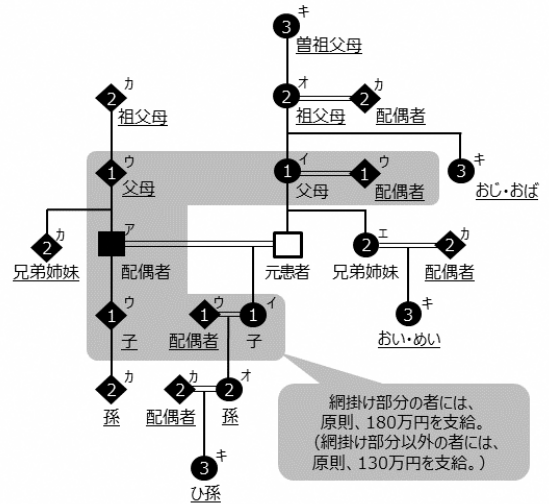 3 キ
曽祖父母
2 カ
祖父母
2 オ
祖父母
2 カ
配偶者
1 ウ
父母
1 イ
父母
1 ウ
配偶者
3 キ
おじ・おば
2 カ
兄弟姉妹
ア
配偶者
元患者
2 エ
兄弟姉妹
2 カ
配偶者
1 ウ
子
1 ウ
配偶者
1 イ
子
3 キ
おい・めい
2 カ
孫
2 カ
配偶者
2 オ
孫
3 キ
ひ孫
網掛け部分の者には、
原則、180万円を支給。
(網掛け部分以外の者には、
原則、130万円を支給。)